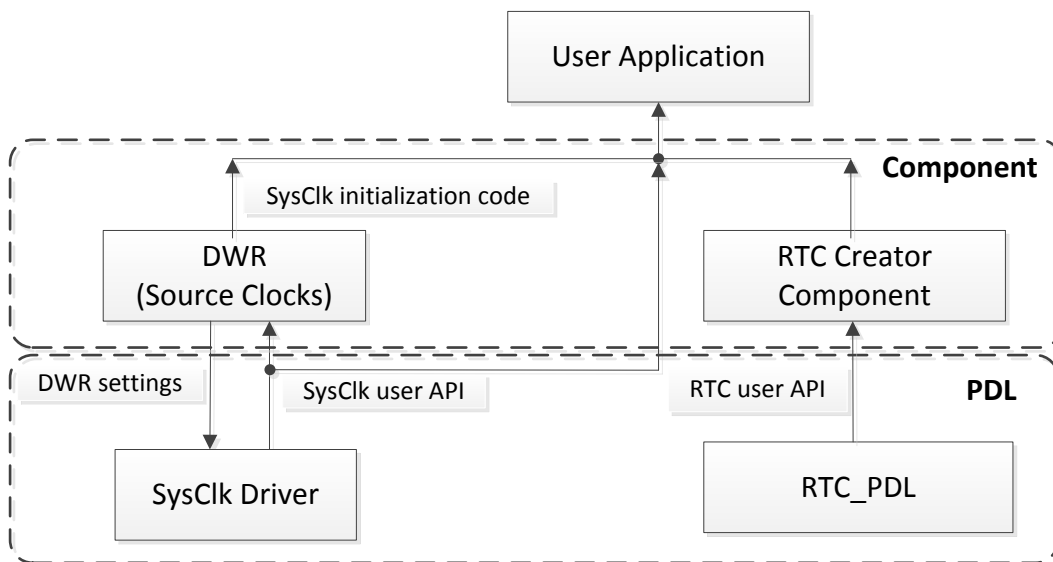 User Application
Component
SysClk initialization code
DWR
(Source Clocks)
RTC Creator
Component
DWR settings
SysClk user API
RTC user API
PDL
SysClk Driver
RTC_PDL